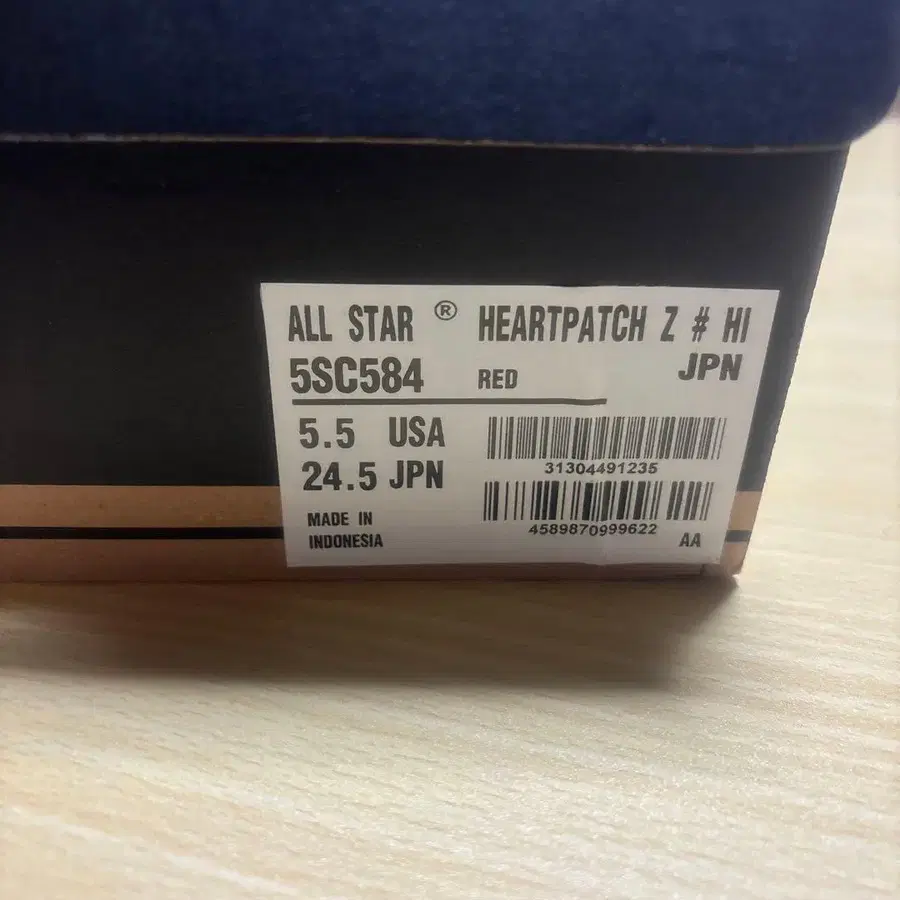 ALL STAR ® HEARTPATCH Z # HI
5SC584 RED JPN
5.5 USA
24.5 JPN
31304491235
4589870999622
MADE IN
INDONESIA
AA